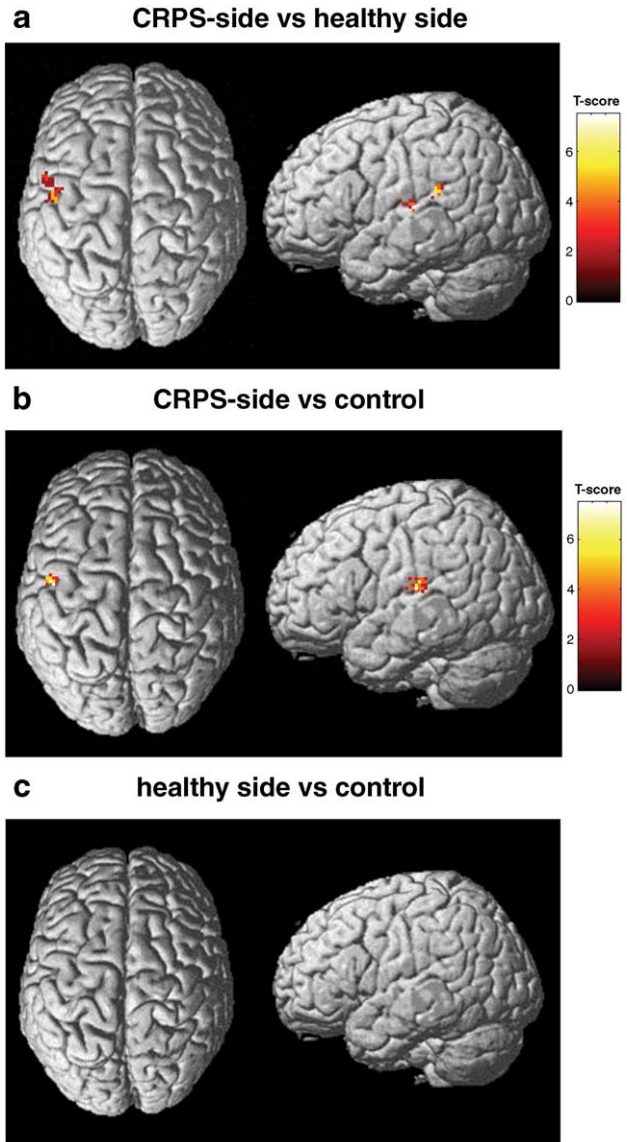 a
CRPS-side vs healthy side
T-score
6
4
2
0
b
CRPS-side vs control
T-score
6
4
2
0
c
healthy side vs control